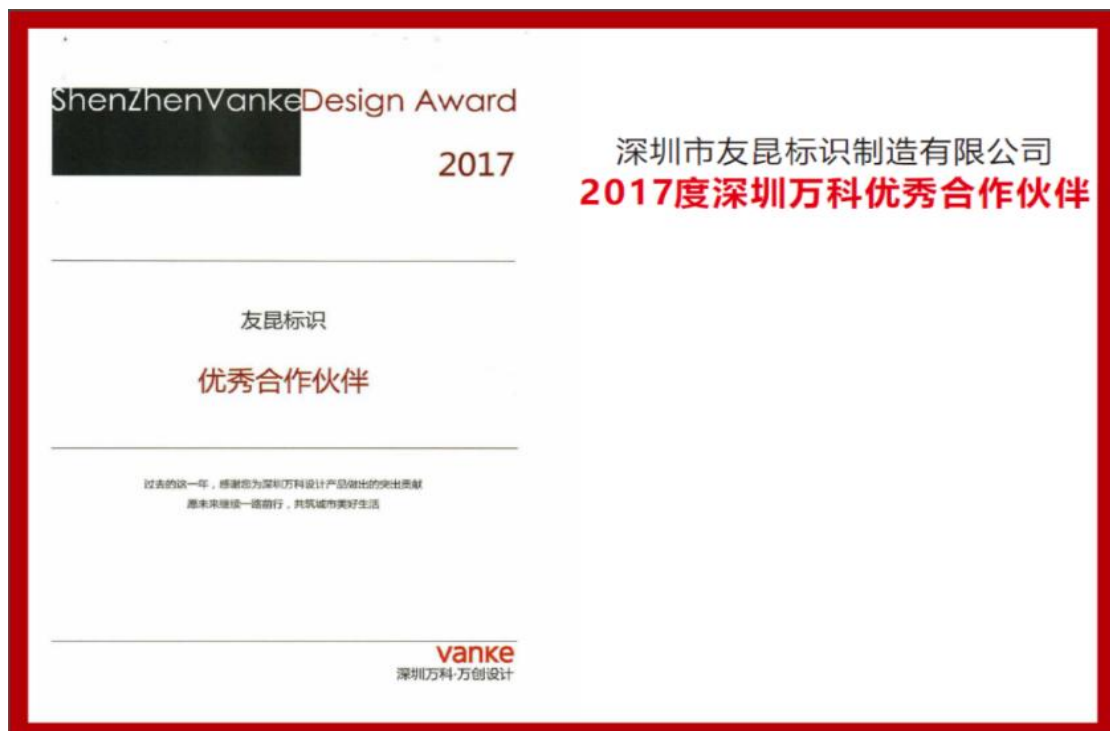 ShenZhenVankeDesign Award
2017
友昆标识
优秀合作伙伴
过去的这一年，感谢您为深圳万科设计产品做出的突出贡献
愿未来继续一路前行，共筑城市美好生活
vanke
深圳万科·万创设计
深圳市友昆标识制造有限公司
2017度深圳万科优秀合作伙伴